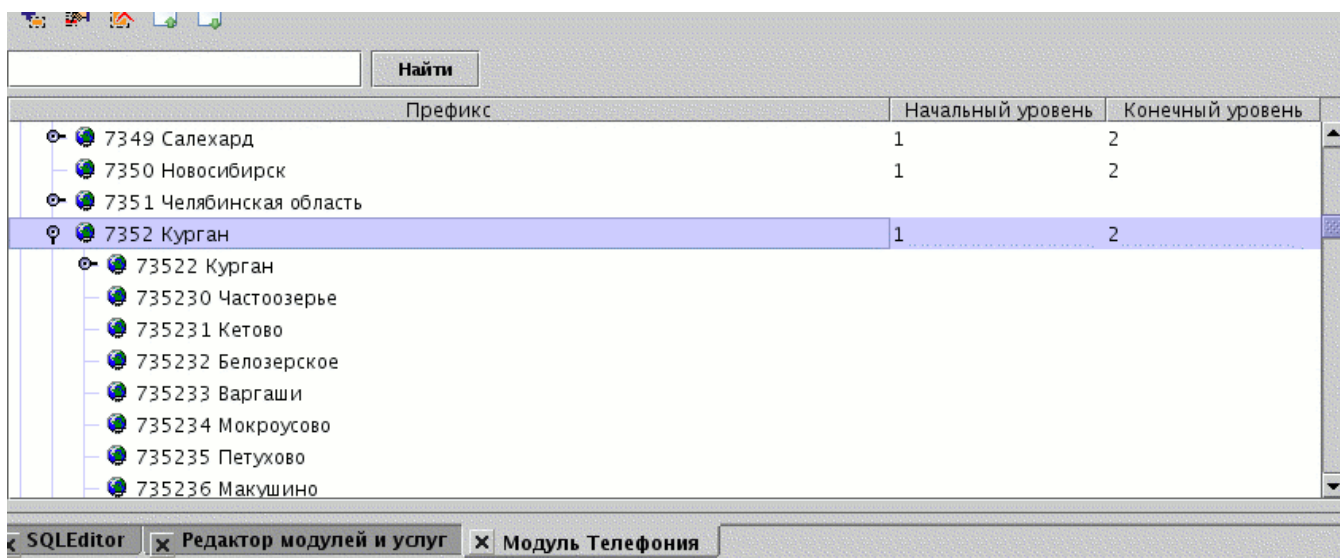 Найти
Префикс Начальный уровень Конечный уровень
7349 Салехард 1 2
7350 Новосибирск 1 2
7351 Челябинская область
7352 Курган 1 2
73522 Курган
735230 Частоозерье
735231 Кетово
735232 Белозерское
735233 Варгаши
735234 Мокроусово
735235 Петухово
735236 Макушино
SQLEditor Редактор модулей и услуг Модуль Телефония